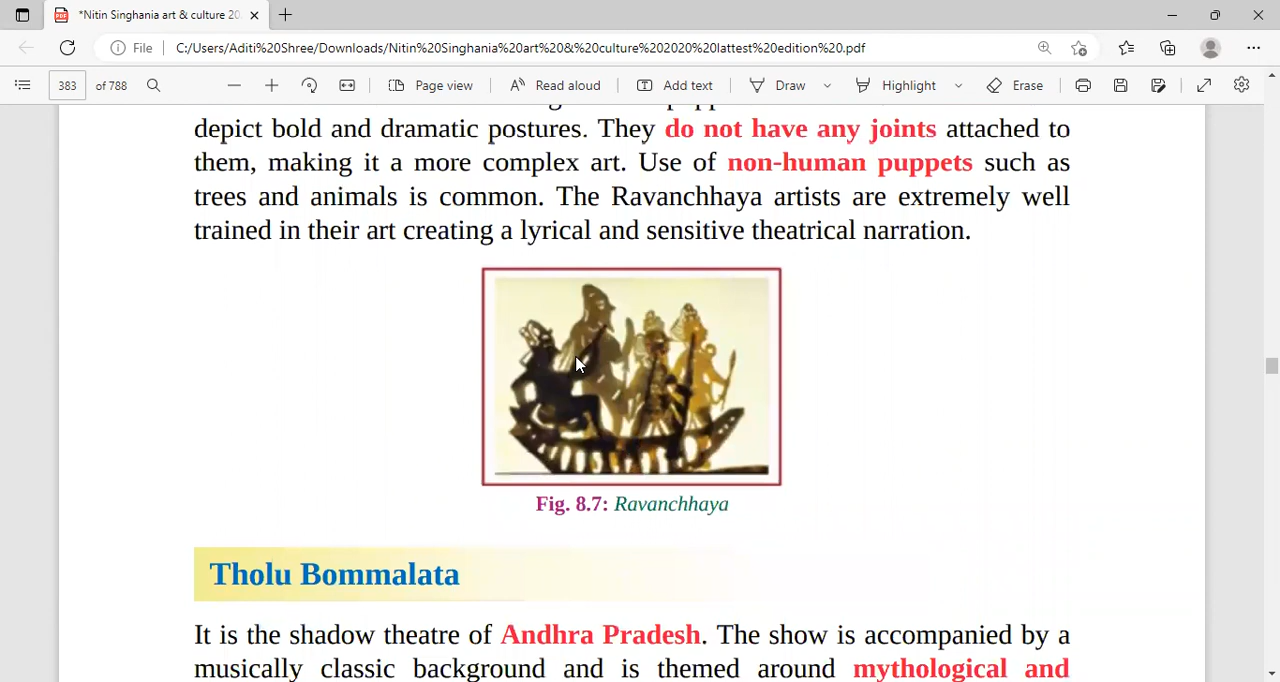 *Nitin Singhania art & culture 20
File
C:/Users/Aditi%20Shree/Downloads/Nitin%20Singhania%20art%20&%20culture%202020%20lattest%20edition%20.pdf
383 of 788
Page view
Read aloud
Add text
Draw
Highlight
Erase
depict bold and dramatic postures. They do not have any joints attached to
them, making it a more complex art. Use of non-human puppets such as
trees and animals is common. The Ravanchhaya artists are extremely well
trained in their art creating a lyrical and sensitive theatrical narration.
Fig. 8.7: Ravanchhaya
Tholu Bommalata
It is the shadow theatre of Andhra Pradesh. The show is accompanied by a
musically classic background and is themed around mythological and